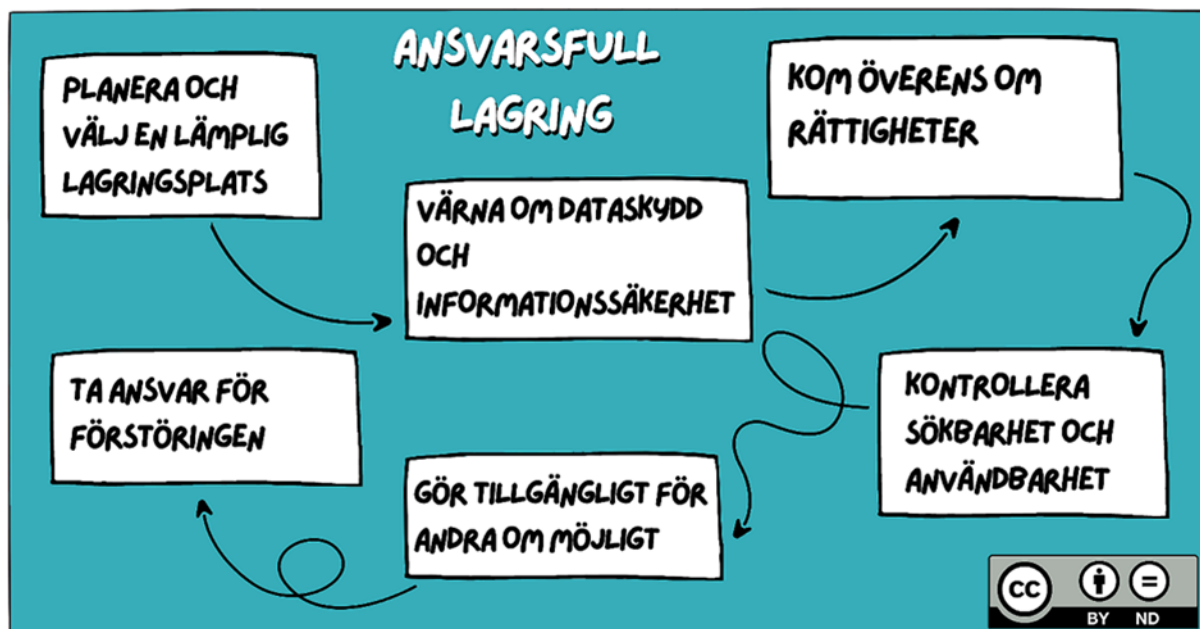 ANSVARSFULL
LAGRING
PLANERA OCH
VÄLJ EN LÄMPLIG
LAGRINGSPLATS
VÄRNA OM DATASKYDD
OCH
INFORMATIONSSÄKERHET
KOM ÖVERENS OM
RÄTTIGHETER
KONTROLLERA
SÖKBARHET OCH
ANVÄNDBARHET
GÖR TILLGÄNGLIGT FÖR
ANDRA OM MÖJLIGT
TA ANSVAR FÖR
FÖRSTÖRINGEN
CC
BY ND